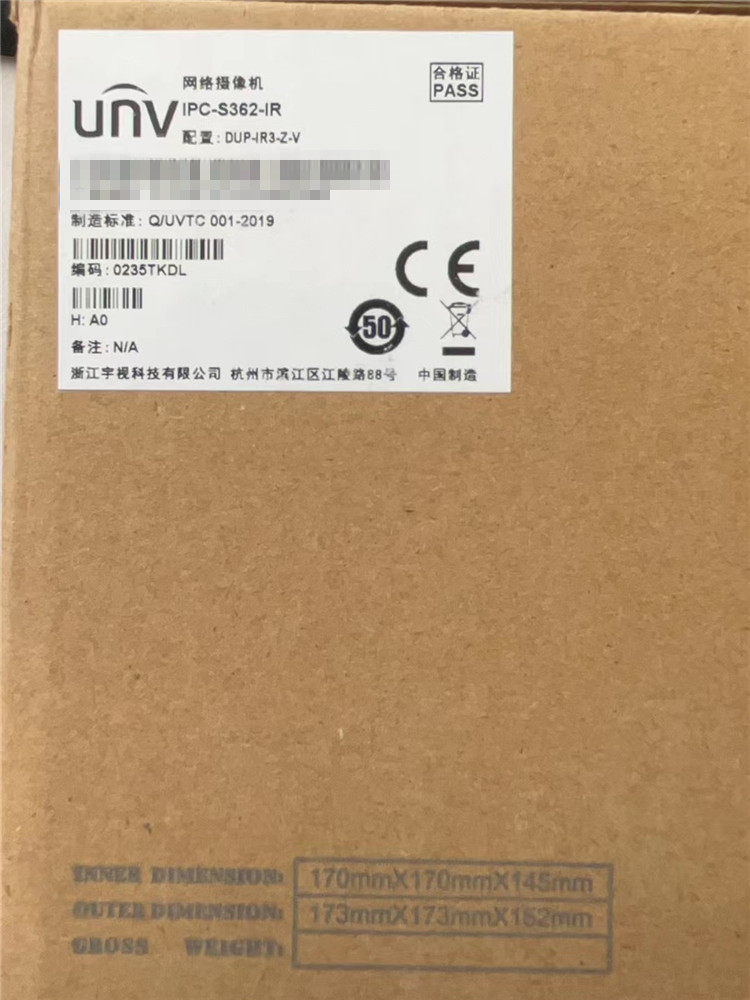 网络摄像机
unv
IPC-S362-IR
配置: DUP-IR3-Z-V
合格证
PASS
制造标准: Q/UVTC 001-2019
编码: 0235TKDL
H: A0
备注: N/A
CE
50
浙江宇视科技有限公司 杭州市滨江区江陵路88号 中国制造
INNER DIMENSION: 170mmX170mmX145mm
OUTER DIMENSION: 173mmX173mmX152mm
GROSS WEIGHT: